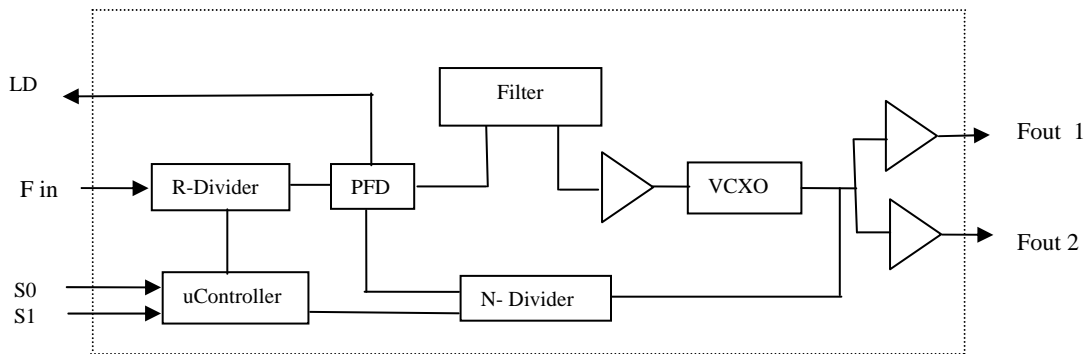 LD
Filter
Fout 1
F in
R-Divider
PFD
VCXO
Fout 2
S0
S1
uController
N- Divider